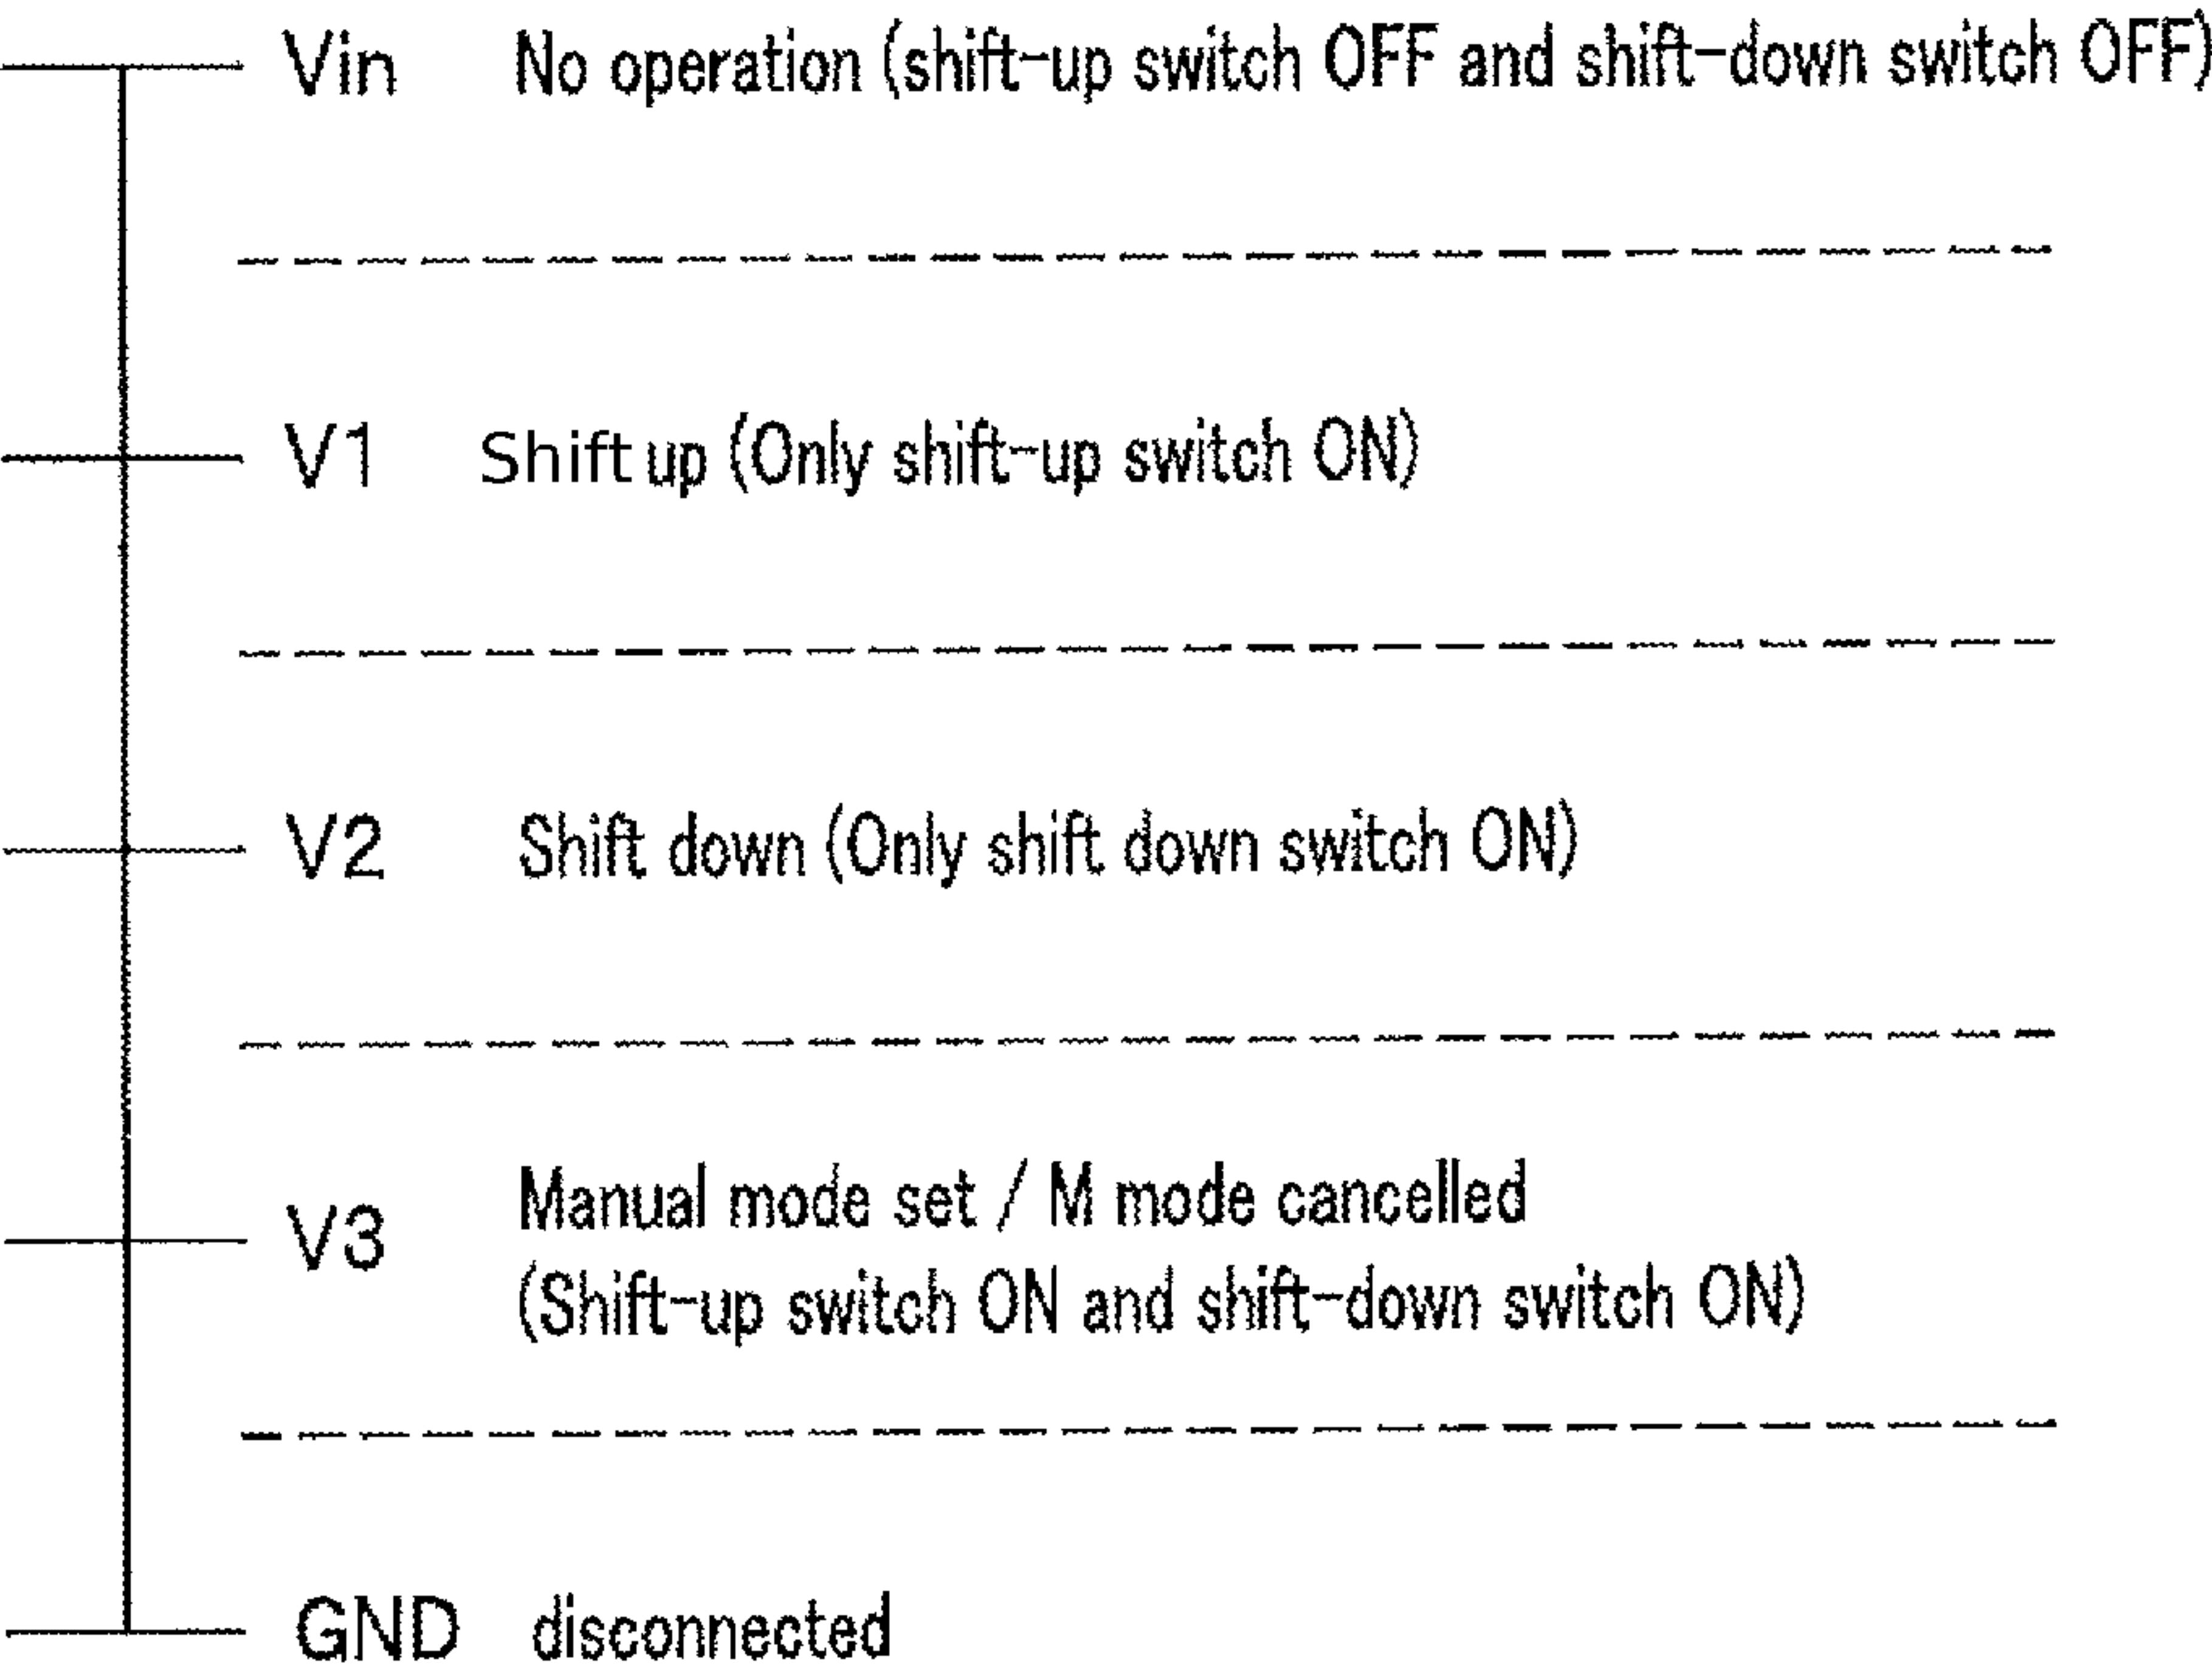 Vin No operation (shift-up switch OFF and shift-down switch OFF)
V1 Shift up (Only shift-up switch ON)
V2 Shift down (Only shift down switch ON)
V3 Manual mode set / M mode cancelled
(Shift-up switch ON and shift-down switch ON)
GND disconnected